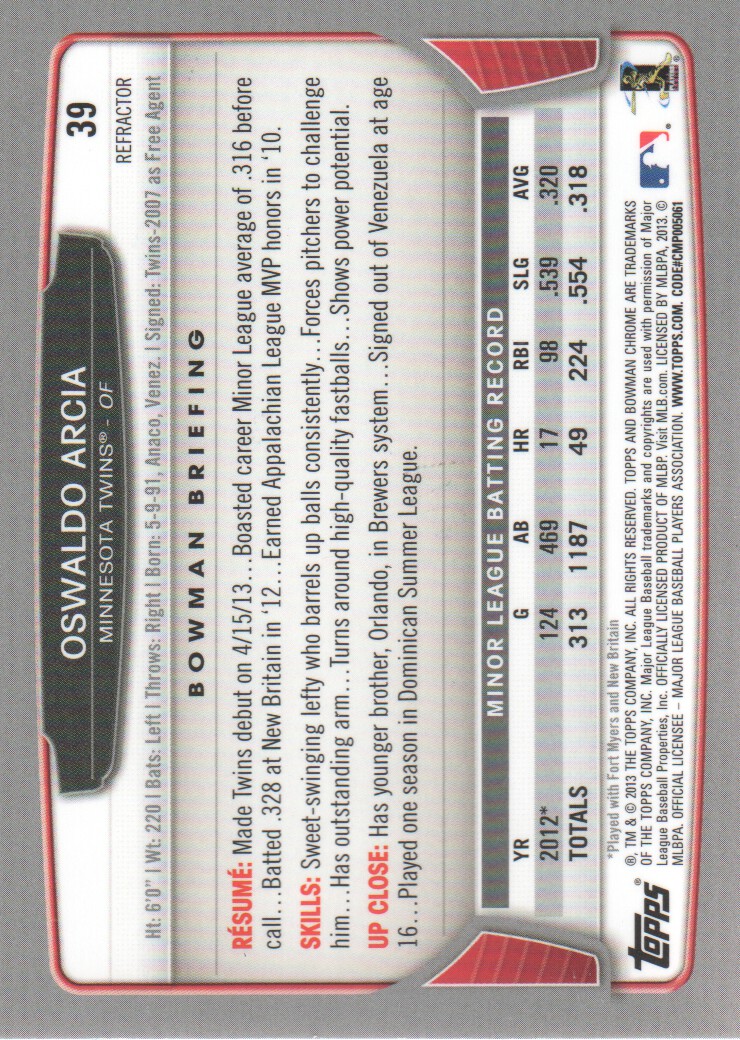 39
REFRACTOR
OSWALDO ARCIA
MINNESOTA TWINS® - OF
Ht: 6'0" | Wt: 220 | Bats: Left | Throws: Right | Born: 5-9-91, Anaco, Venez. | Signed: Twins-2007 as Free Agent
BOWMAN BRIEFING
RÉSUMÉ: Made Twins debut on 4/15/13...Boasted career Minor League average of .316 before
call...Batted .328 at New Britain in '12...Earned Appalachian League MVP honors in '10.
SKILLS: Sweet-swinging lefty who barrels up balls consistently...Forces pitchers to challenge
him...Has outstanding arm...Turns around high-quality fastballs...Shows power potential.
UP CLOSE: Has younger brother, Orlando, in Brewers system...Signed out of Venezuela at age
16...Played one season in Dominican Summer League.
MINOR LEAGUE BATTING RECORD
YR G AB HR RBI SLG AVG
2012* 124 469 17 98 .539 .320
TOTALS 313 1187 49 224 .554 .318
*Played with Fort Myers and New Britain
®, TM & © 2013 THE TOPPS COMPANY, INC. ALL RIGHTS RESERVED. TOPPS AND BOWMAN CHROME ARE TRADEMARKS
OF THE TOPPS COMPANY, INC. Major League Baseball trademarks and copyrights are used with permission of Major
League Baseball Properties, Inc. OFFICIALLY LICENSED PRODUCT OF MLBP. Visit MLB.com. LICENSED BY MLBPA, 2013. ©
MLBPA. OFFICIAL LICENSEE – MAJOR LEAGUE BASEBALL PLAYERS ASSOCIATION. WWW.TOPPS.COM. CODE#CMP005061
topps®